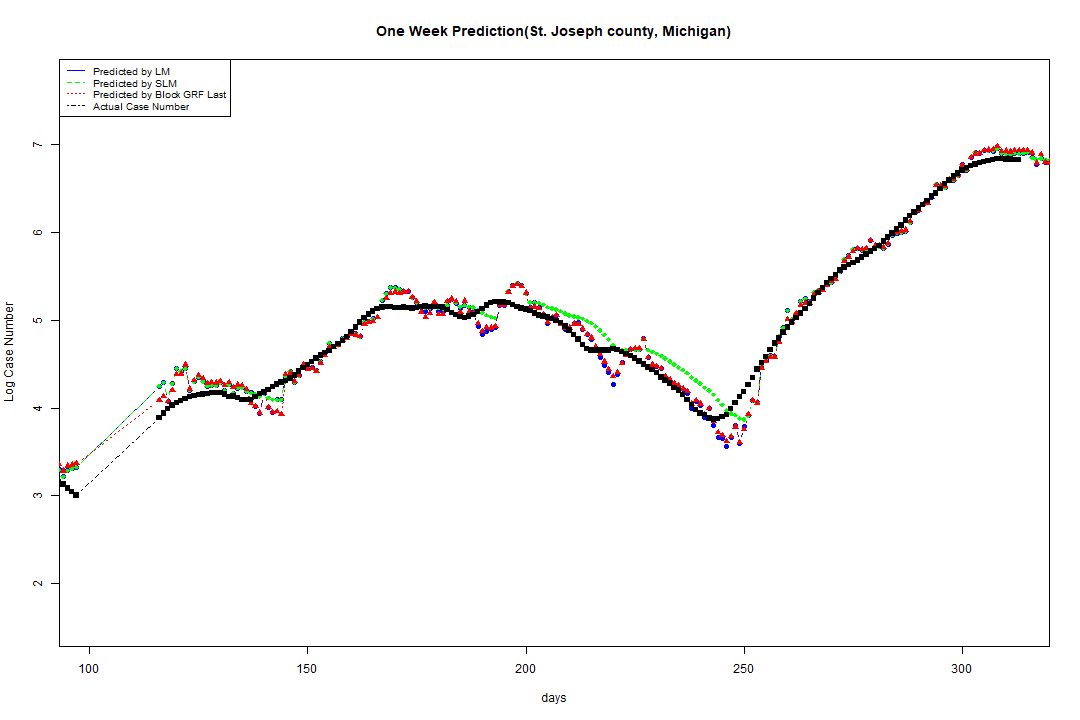 One Week Prediction(St. Joseph county, Michigan)
Predicted by LM
Predicted by SLM
Predicted by Block GRF Last
Actual Case Number
7
6
5
4
3
2
Log Case Number
100 150 200 250 300
days